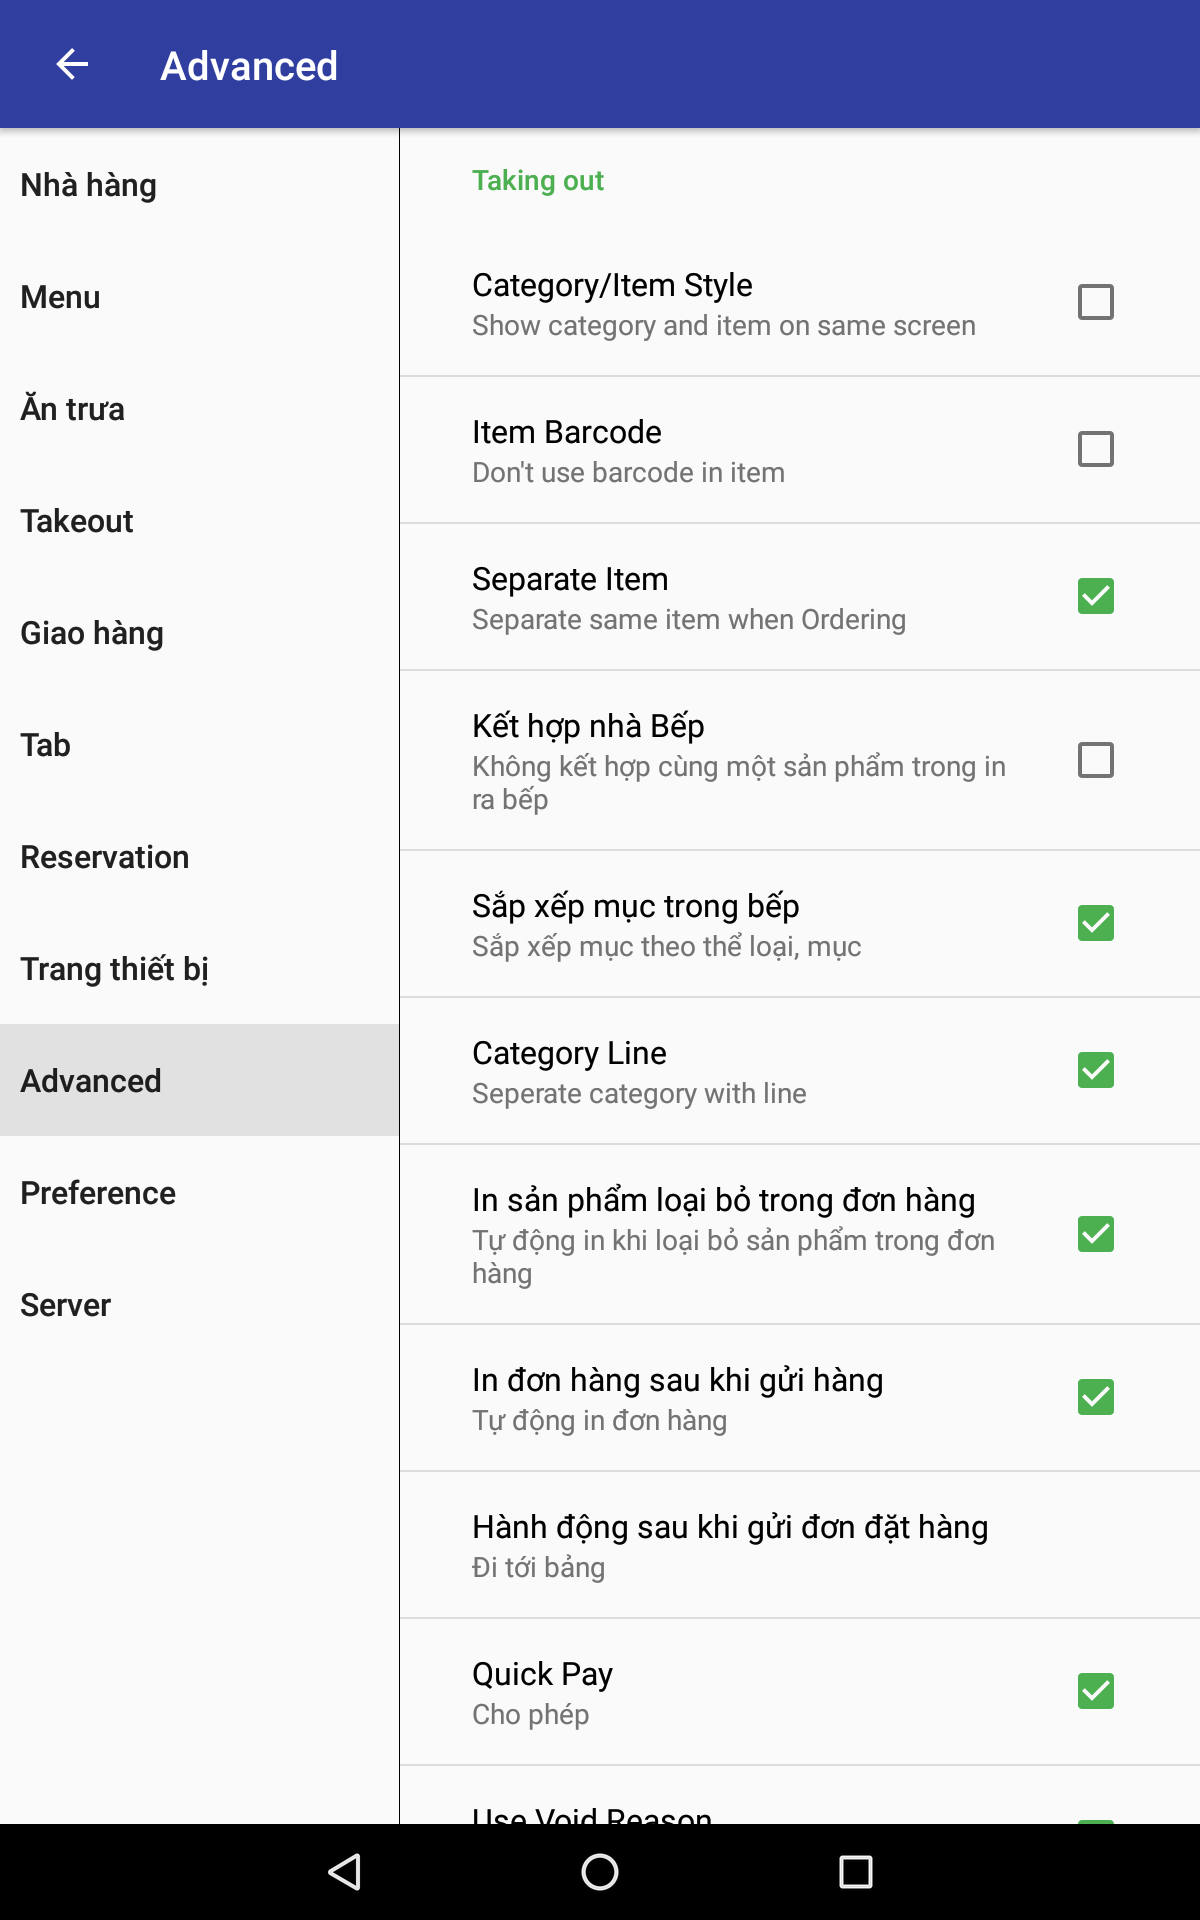 Advanced
Nhà hàng
Menu
Ăn trưa
Takeout
Giao hàng
Tab
Reservation
Trang thiết bị
Advanced
Preference
Server
Taking out
Category/Item Style
Show category and item on same screen
Item Barcode
Don't use barcode in item
Separate Item
Separate same item when Ordering
Kết hợp nhà Bếp
Không kết hợp cùng một sản phẩm trong in
ra bếp
Sắp xếp mục trong bếp
Sắp xếp mục theo thể loại, mục
Category Line
Seperate category with line
In sản phẩm loại bỏ trong đơn hàng
Tự động in khi loại bỏ sản phẩm trong đơn
hàng
In đơn hàng sau khi gửi hàng
Tự động in đơn hàng
Hành động sau khi gửi đơn đặt hàng
Đi tới bảng
Quick Pay
Cho phép
Use Void Reason